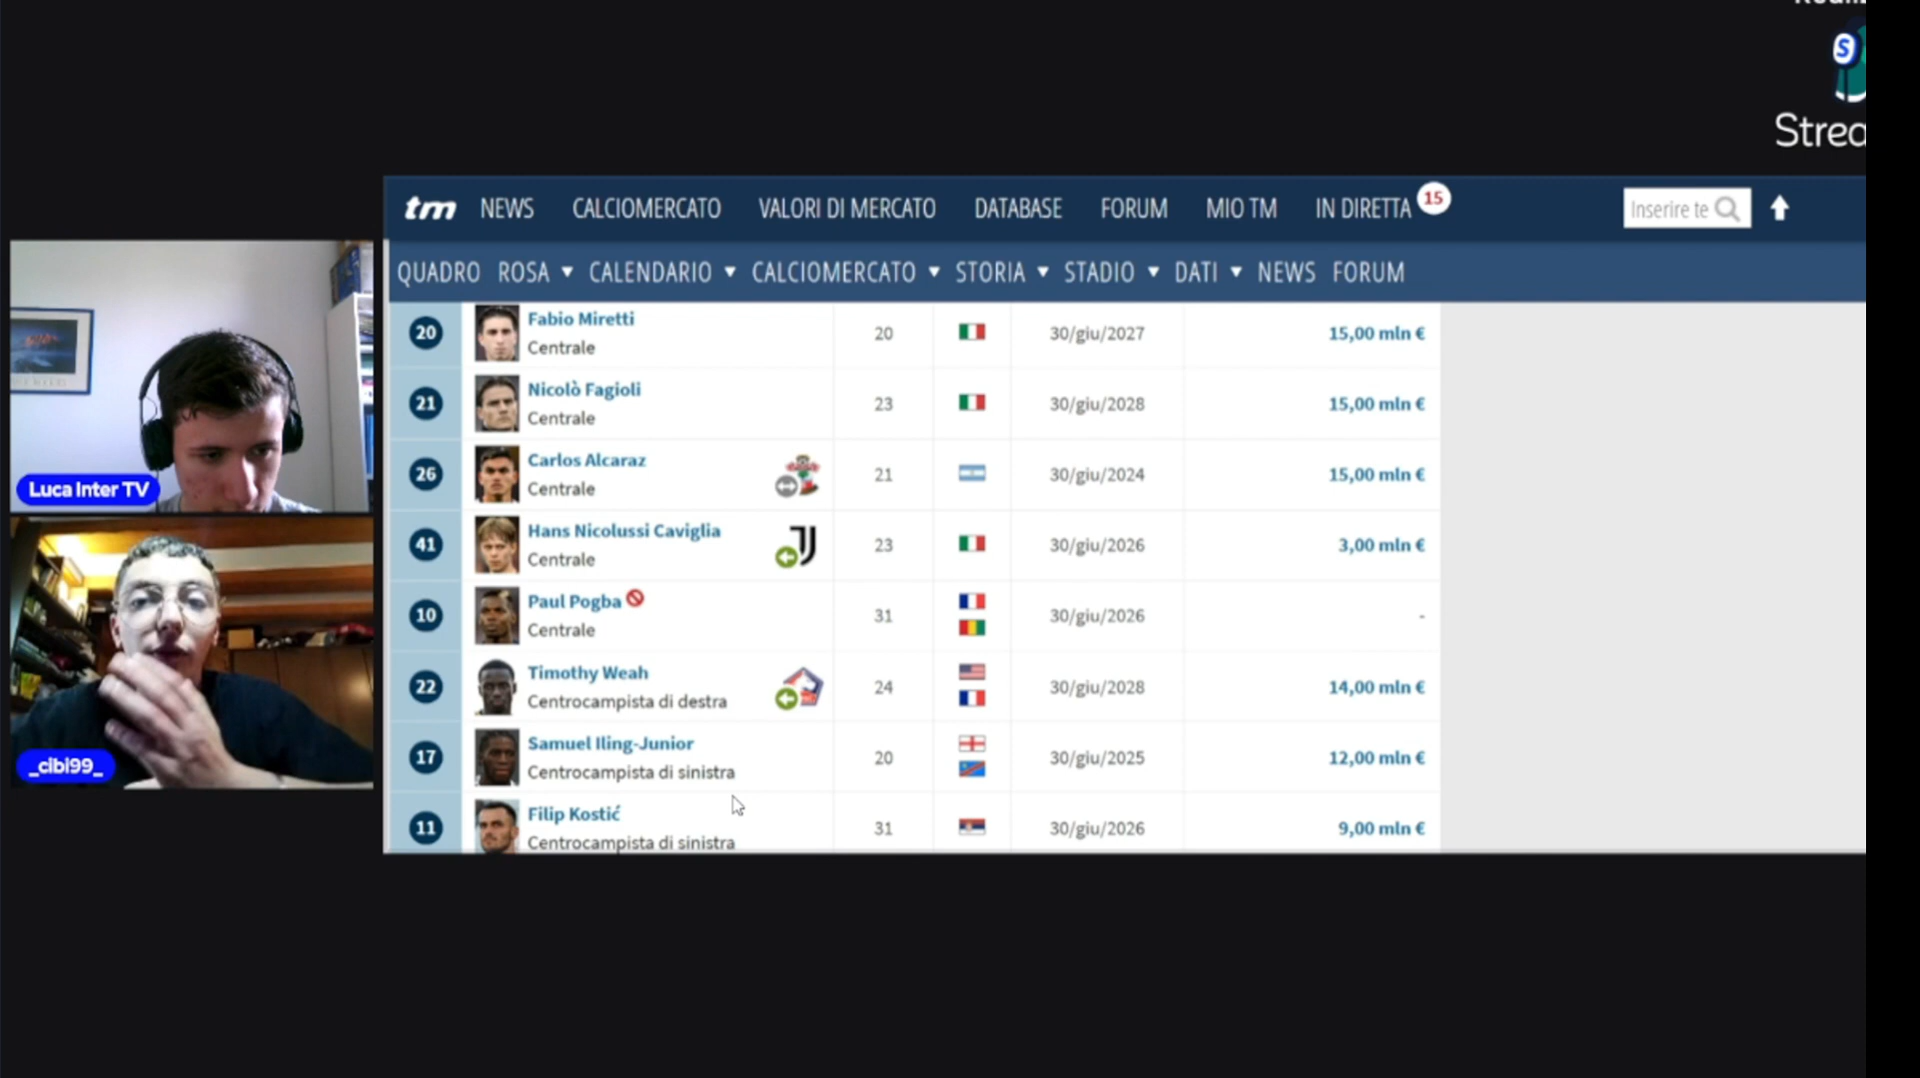 S
tm NEWS CALCIOMERCATO VALORI DI MERCATO DATABASE FORUM MIO TM IN DIRETTA 15 Inserire te
QUADRO ROSA CALENDARIO CALCIOMERCATO STORIA STADIO DATI NEWS FORUM
20 Fabio Miretti 20 30/giu/2027 15,00 mln €
Centrale
21 Nicolò Fagioli 23 30/giu/2028 15,00 mln €
Centrale
26 Carlos Alcaraz 21 30/giu/2024 15,00 mln €
Centrale
41 Hans Nicolussi Caviglia 23 30/giu/2026 3,00 mln €
Centrale
10 Paul Pogba 31 30/giu/2026 -
Centrale
22 Timothy Weah 24 30/giu/2028 14,00 mln €
Centrocampista di destra
17 Samuel Iling-Junior 20 30/giu/2025 12,00 mln €
Centrocampista di sinistra
11 Filip Kostić 31 30/giu/2026 9,00 mln €
Centrocampista di sinistra
Luca Inter TV
_cibi99_